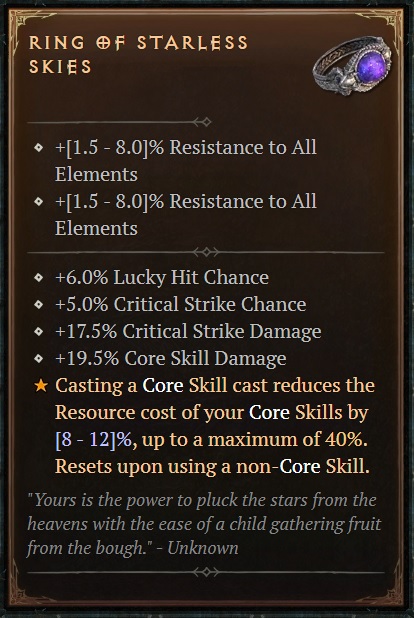 RING OF STARLESS
SKIES
+[1.5 - 8.0]% Resistance to All
Elements
+[1.5 - 8.0]% Resistance to All
Elements
+6.0% Lucky Hit Chance
+5.0% Critical Strike Chance
+17.5% Critical Strike Damage
+19.5% Core Skill Damage
Casting a Core Skill cast reduces the
Resource cost of your Core Skills by
[8 - 12]%, up to a maximum of 40%.
Resets upon using a non-Core Skill.
"Yours is the power to pluck the stars from the
heavens with the ease of a child gathering fruit
from the bough." - Unknown